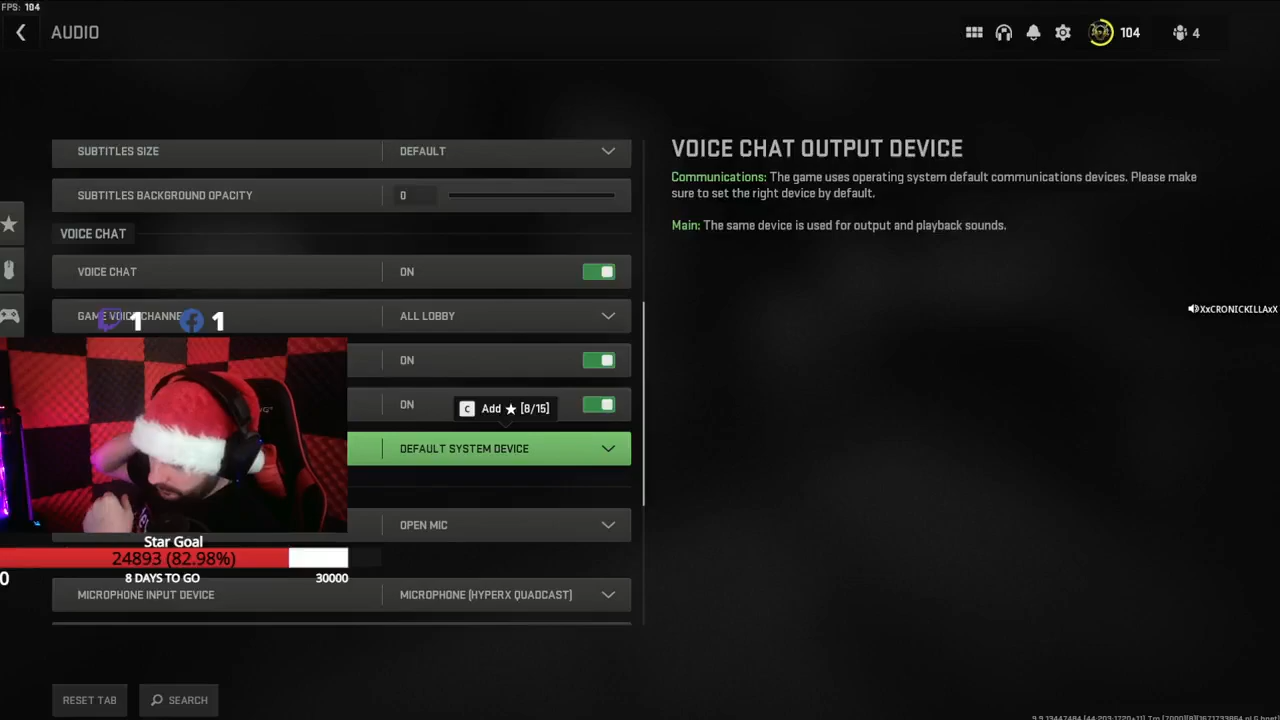 FPS: 104
AUDIO
104
4
SUBTITLES SIZE
DEFAULT
SUBTITLES BACKGROUND OPACITY
0
VOICE CHAT
VOICE CHAT
ON
GAME VOICE CHANNEL
ALL LOBBY
1
1
ON
ON
C Add ★ [8/15]
DEFAULT SYSTEM DEVICE
OPEN MIC
Star Goal
24893 (82.98%)
0
8 DAYS TO GO
30000
MICROPHONE INPUT DEVICE
MICROPHONE (HYPERX QUADCAST)
RESET TAB
SEARCH
VOICE CHAT OUTPUT DEVICE
Communications: The game uses operating system default communications devices. Please make
sure to set the right device by default.
Main: The same device is used for output and playback sounds.
XxCRONICKILLAxX